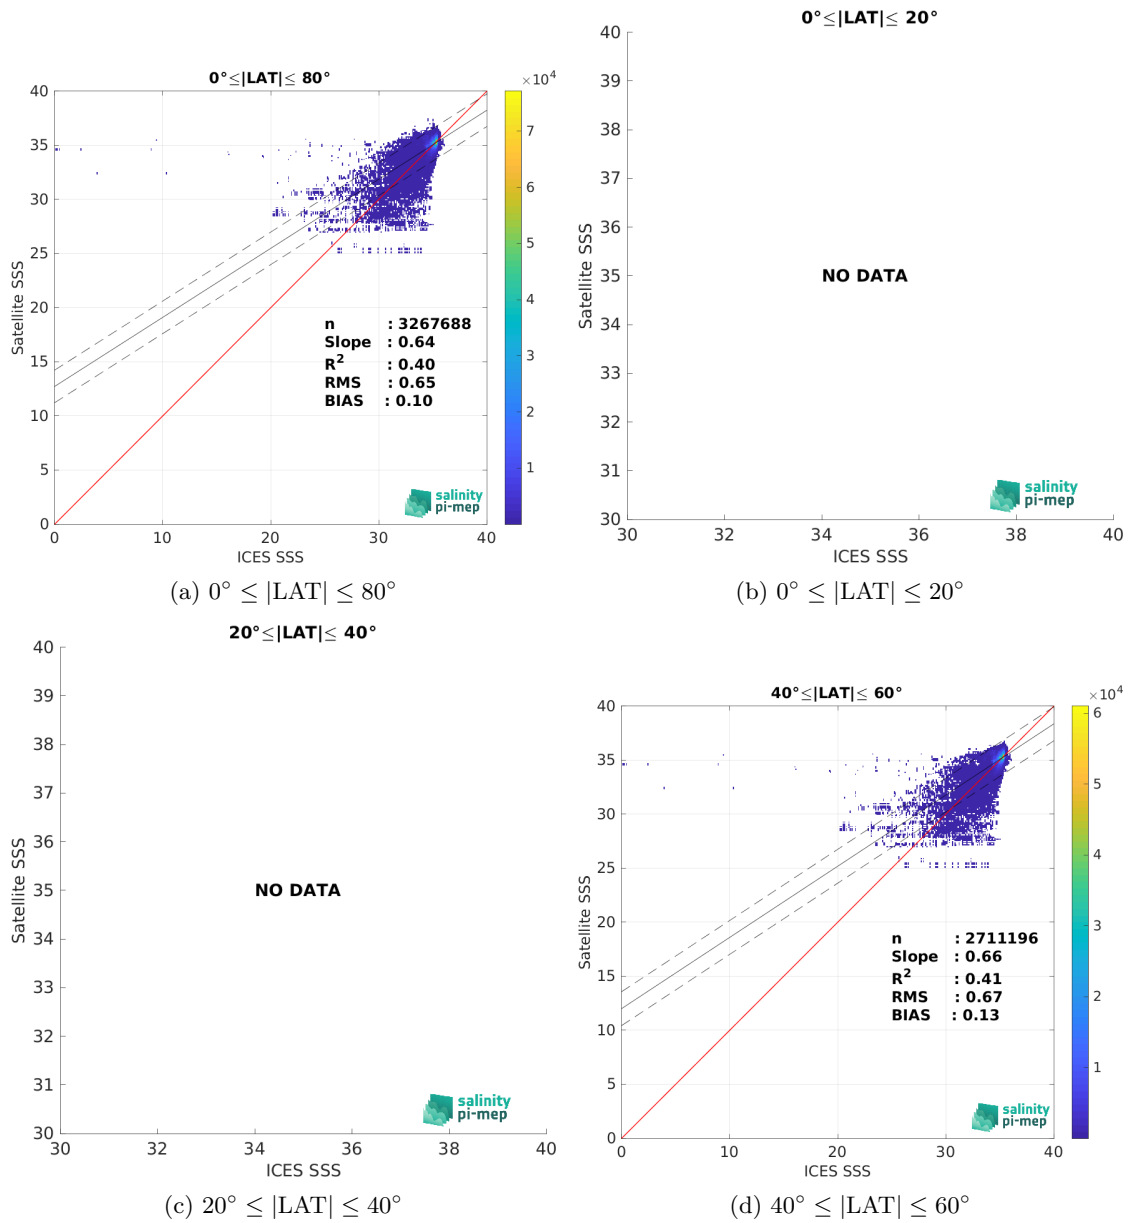 0°≤|LAT|≤ 80°
×10⁴
40
35
30
25
20
15
10
5
0
Satellite SSS
0
10
20
30
40
ICES SSS
7
6
5
4
3
2
1
n : 3267688
Slope : 0.64
R² : 0.40
RMS : 0.65
BIAS : 0.10
salinity
pi-mep
(a) 0° ≤ |LAT| ≤ 80°
0°≤|LAT|≤ 20°
40
39
38
37
36
35
34
33
32
31
30
Satellite SSS
NO DATA
30
32
34
36
38
40
ICES SSS
salinity
pi-mep
(b) 0° ≤ |LAT| ≤ 20°
20°≤|LAT|≤ 40°
40
39
38
37
36
35
34
33
32
31
30
Satellite SSS
NO DATA
30
32
34
36
38
40
ICES SSS
salinity
pi-mep
(c) 20° ≤ |LAT| ≤ 40°
40°≤|LAT|≤ 60°
×10⁴
40
35
30
25
20
15
10
5
0
Satellite SSS
0
10
20
30
40
ICES SSS
6
5
4
3
2
1
n : 2711196
Slope : 0.66
R² : 0.41
RMS : 0.67
BIAS : 0.13
salinity
pi-mep
(d) 40° ≤ |LAT| ≤ 60°